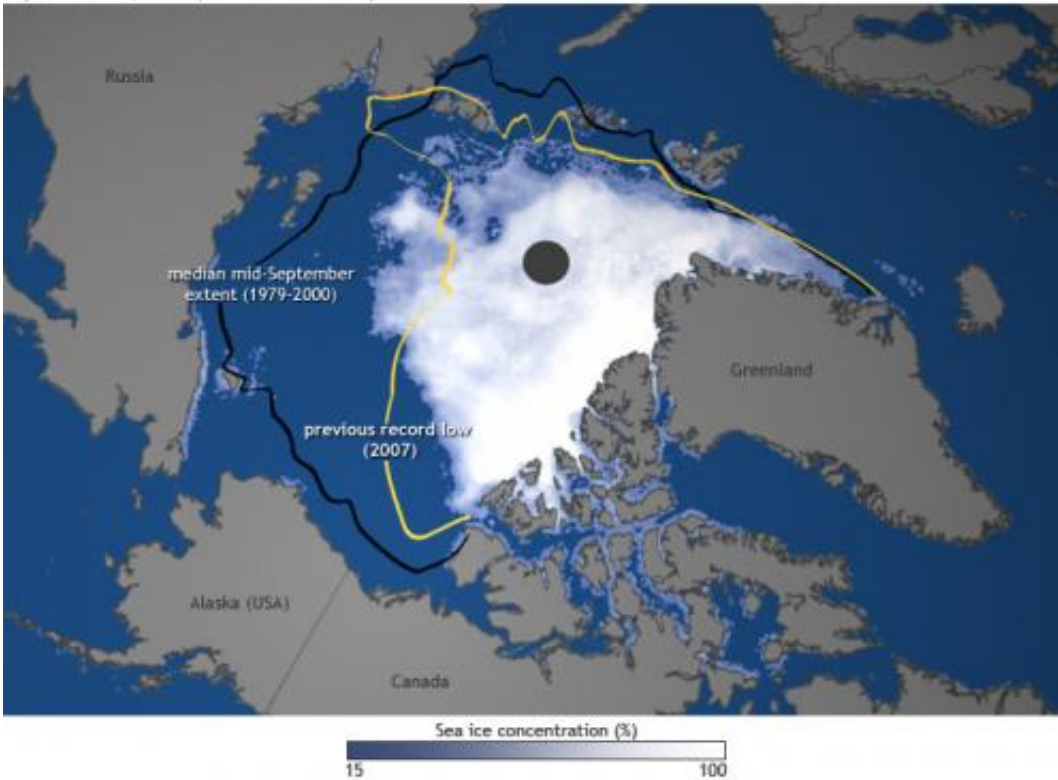 Russia
median mid-September
extent (1979-2000)
Greenland
previous record low
(2007)
Alaska (USA)
Canada
Sea ice concentration (%)
15 100